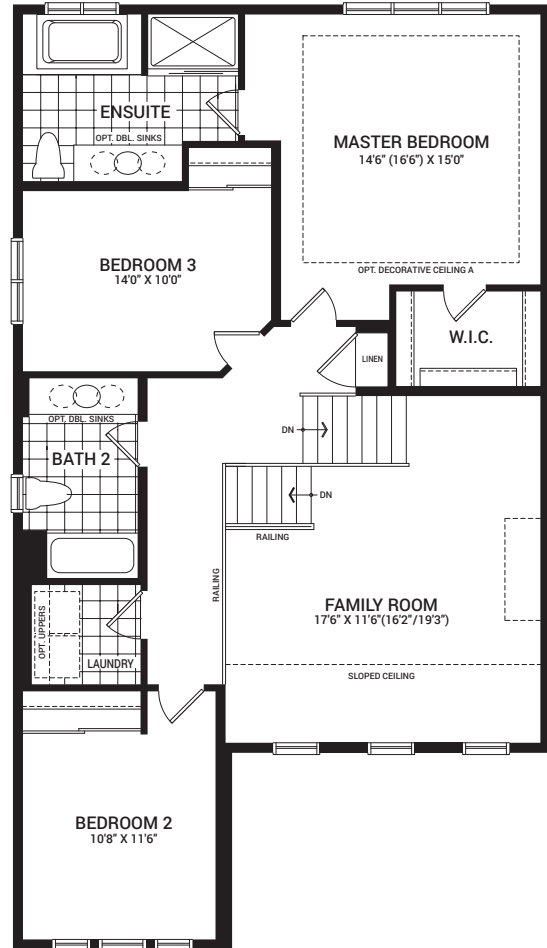 ENSUITE
OPT. DBL. SINKS
MASTER BEDROOM
14'6" (16'6") X 15'0"
OPT. DECORATIVE CEILING A
BEDROOM 3
14'0" X 10'0"
W.I.C.
LINEN
OPT. DBL. SINKS
DN
BATH 2
DN
RAILING
RAILING
FAMILY ROOM
17'6" X 11'6"(16'2"/19'3")
OPT. UPPERS
LAUNDRY
SLOPED CEILING
BEDROOM 2
10'8" X 11'6"